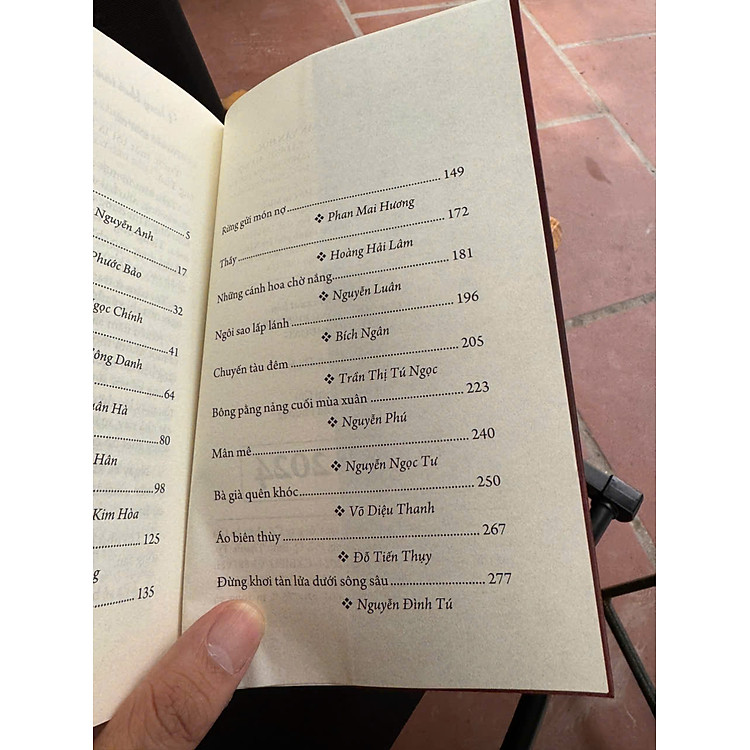 5
Nguyên Anh
17
Phước Bảo
32
Ngọc Chính
41
Công Danh
64
Hà
80
Hân
98
Kim Hòa
125
135
Rừng gửi món nợ 149
❖ Phan Mai Hương
Thầy 172
❖ Hoàng Hải Lâm
Những cánh hoa chờ nắng 181
❖ Nguyễn Luân
Ngôi sao lấp lánh 196
❖ Bích Ngân
Chuyến tàu đêm 205
❖ Trần Thị Tú Ngọc
Bông pằng nảng cuối mùa xuân 223
❖ Nguyễn Phú
Mân mê 240
❖ Nguyễn Ngọc Tư
Bà già quên khóc 250
❖ Võ Diệu Thanh
Áo biên thùy 267
❖ Đỗ Tiến Thụy
Đừng khơi tàn lửa dưới sông sâu 277
❖ Nguyễn Đình Tú
2024